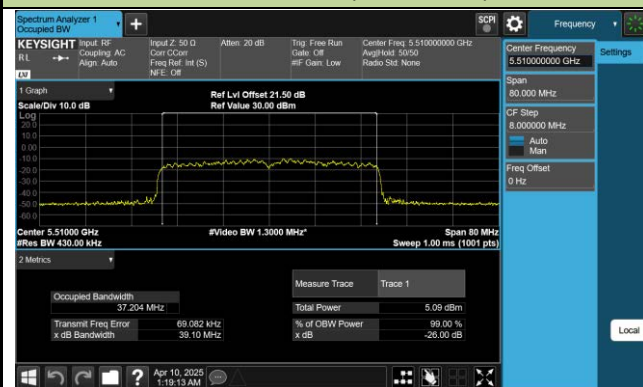 Spectrum Analyzer 1
Occupied BW
SCPI
Frequency
KEYSIGHT
RL
LXI
Input: RF
Coupling: AC
Align: Auto
Input Z: 50 Ω
Corr CCorr
Freq Ref: Int (S)
NFE: Off
Atten: 20 dB
Trig: Free Run
Gate: Off
#IF Gain: Low
Center Freq: 5.510000000 GHz
Avg|Hold: 50/50
Radio Std: None
Center Frequency
5.510000000 GHz
Settings
Span
80.000 MHz
CF Step
8.000000 MHz
Auto
Man
Freq Offset
0 Hz
Local
1 Graph
Scale/Div 10.0 dB
Ref Lvl Offset 21.50 dB
Ref Value 30.00 dBm
Log
20.0
10.0
0.00
-10.0
-20.0
-30.0
-40.0
-50.0
-60.0
Center 5.51000 GHz
#Res BW 430.00 kHz
#Video BW 1.3000 MHz*
Span 80 MHz
Sweep 1.00 ms (1001 pts)
2 Metrics
Measure Trace Trace 1
Occupied Bandwidth
37.204 MHz
Total Power 5.09 dBm
Transmit Freq Error 69.082 kHz
% of OBW Power 99.00 %
x dB Bandwidth 39.10 MHz
x dB -26.00 dB
?
Apr 10, 2025
1:19:13 AM